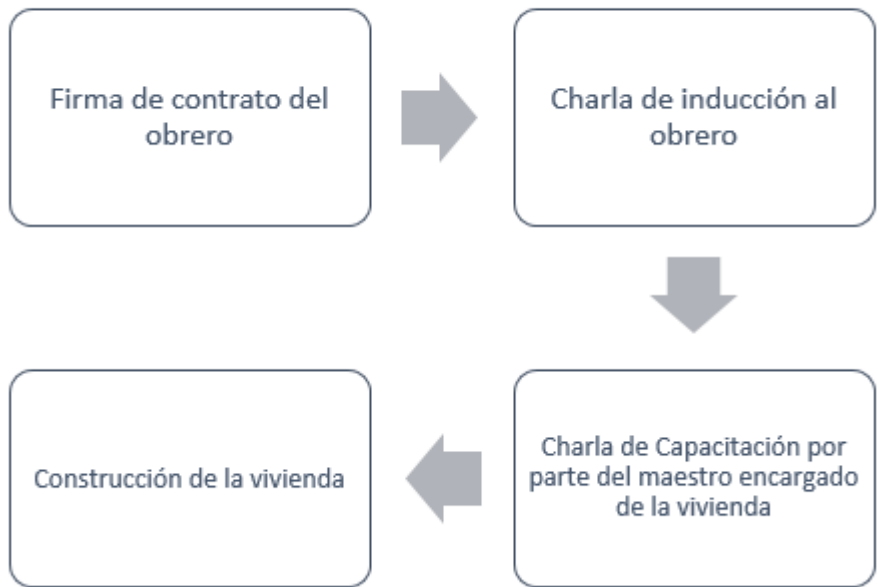 Firma de contrato del
obrero
Charla de inducción al
obrero
Charla de Capacitación por
parte del maestro encargado
de la vivienda
Construcción de la vivienda